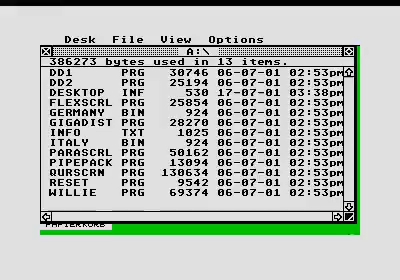 Desk File View Options
A:\
386273 bytes used in 13 items.
DD1 PRG 30746 06-07-01 02:53pm
DD2 PRG 25194 06-07-01 02:53pm
DESKTOP INF 530 17-07-01 03:38pm
FLEXSCRL PRG 25854 06-07-01 02:53pm
GERMANY BIN 924 06-07-01 02:53pm
GIGADIST PRG 28270 06-07-01 02:53pm
INFO TXT 1025 06-07-01 02:53pm
ITALY BIN 924 06-07-01 02:53pm
PARASCRL PRG 50162 06-07-01 02:53pm
PIPEPACK PRG 13094 06-07-01 02:53pm
QURSCRN PRG 130634 06-07-01 02:53pm
RESET PRG 9542 06-07-01 02:53pm
WILLIE PRG 69374 06-07-01 02:53pm
PAPIERKORB